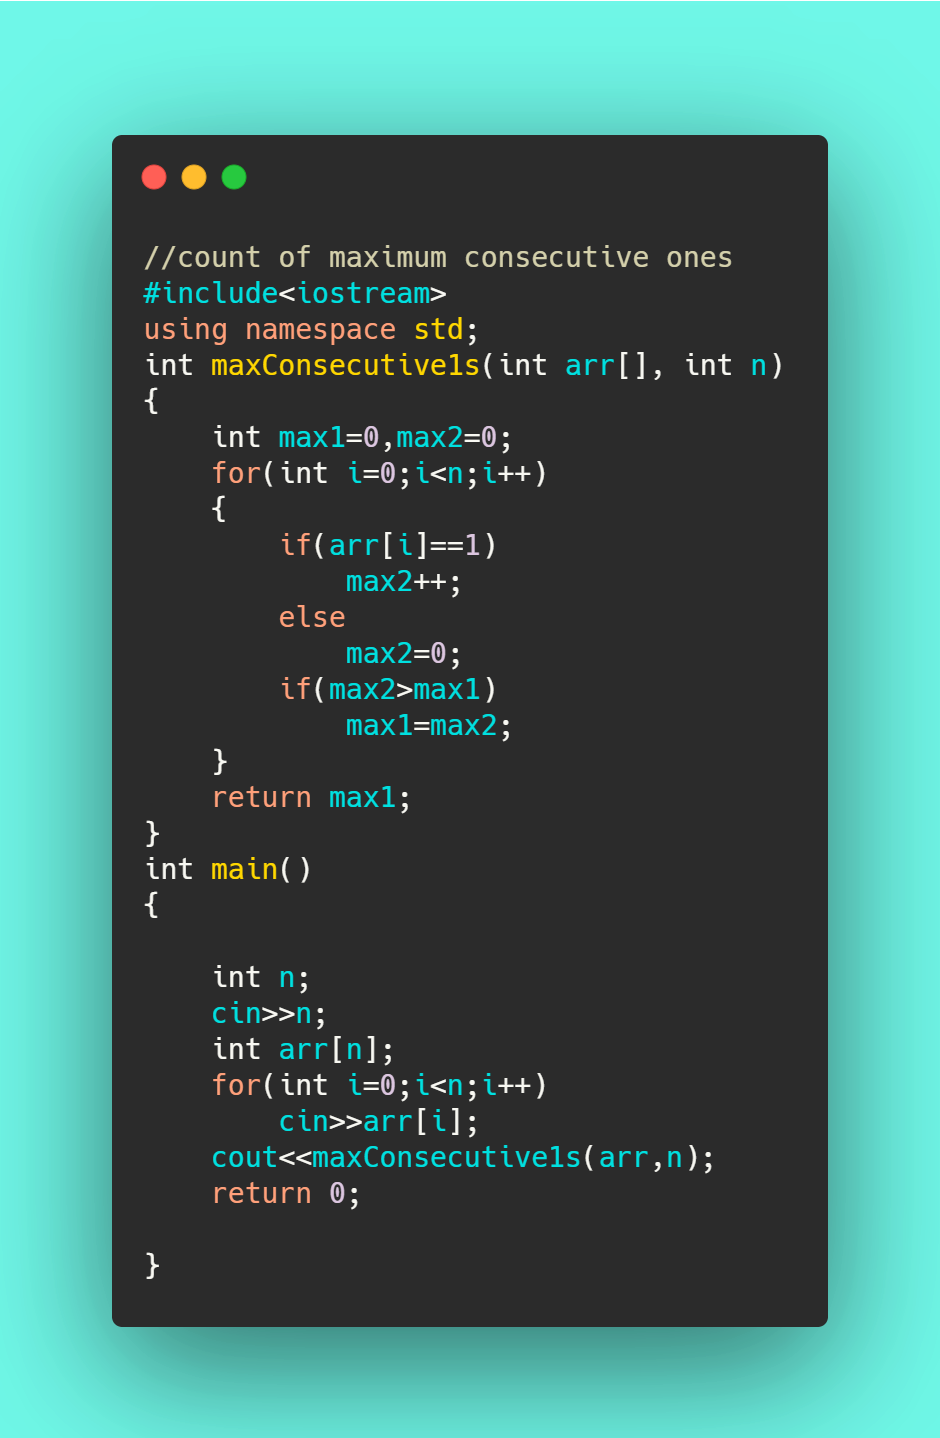 //count of maximum consecutive ones
#include<iostream>
using namespace std;
int maxConsecutive1s(int arr[], int n)
{
    int max1=0,max2=0;
    for(int i=0;i<n;i++)
    {
        if(arr[i]==1)
            max2++;
        else
            max2=0;
        if(max2>max1)
            max1=max2;
    }
    return max1;
}
int main()
{

    int n;
    cin>>n;
    int arr[n];
    for(int i=0;i<n;i++)
        cin>>arr[i];
    cout<<maxConsecutive1s(arr,n);
    return 0;

}